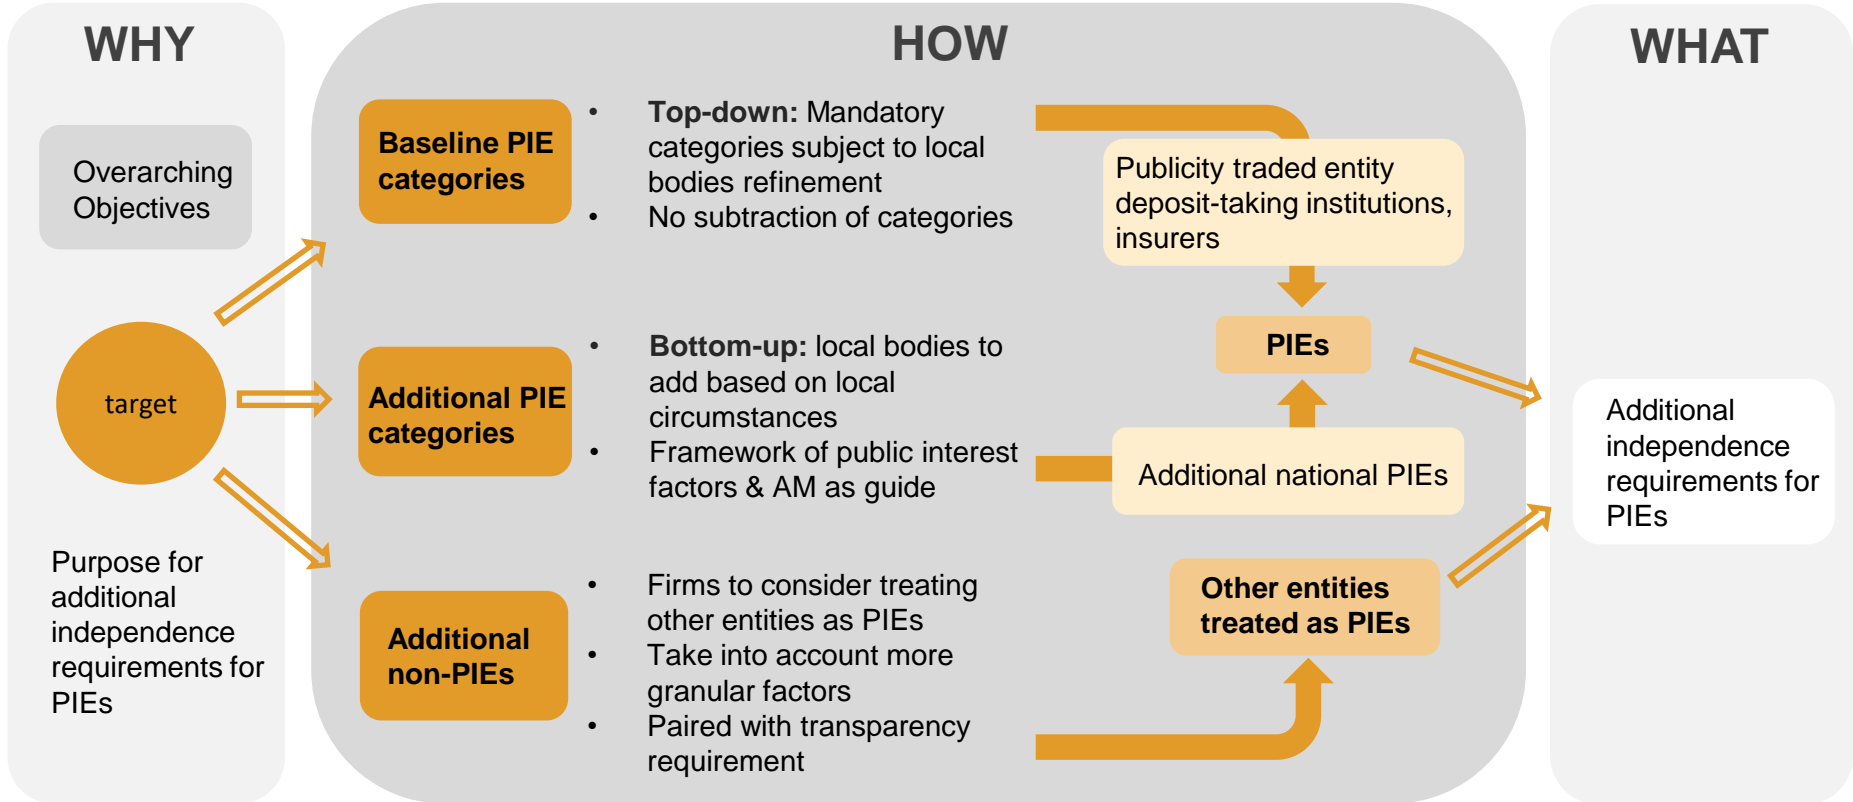 WHY
Overarching
Objectives
target
Purpose for
additional
independence
requirements for
PIEs
HOW
Baseline PIE
categories
• Top-down: Mandatory
categories subject to local
bodies refinement
• No subtraction of categories
Publicity traded entity
deposit-taking institutions,
insurers
PIEs
Additional PIE
categories
• Bottom-up: local bodies to
add based on local
circumstances
• Framework of public interest
factors & AM as guide
Additional national PIEs
Additional
non-PIEs
• Firms to consider treating
other entities as PIEs
• Take into account more
granular factors
• Paired with transparency
requirement
Other entities
treated as PIEs
WHAT
Additional
independence
requirements for
PIEs